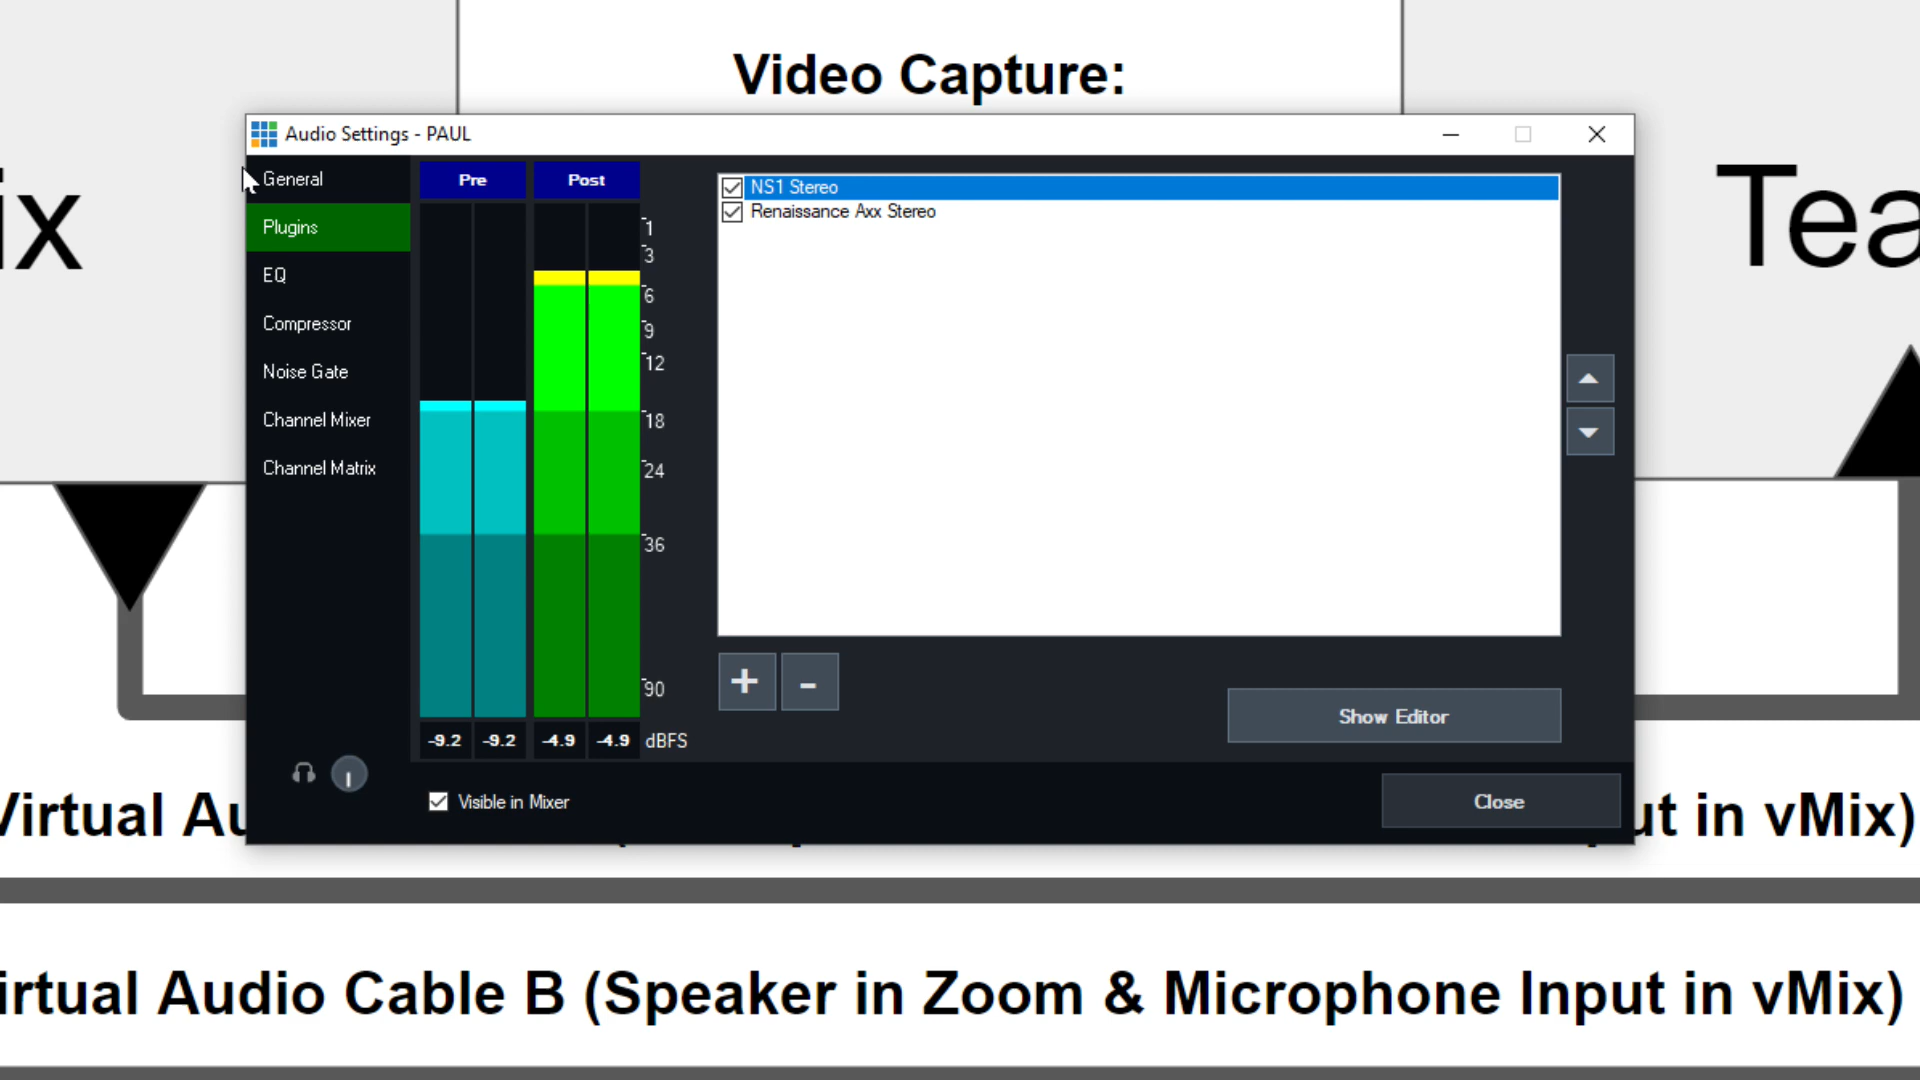 Video Capture:
ix
Tea
Audio Settings - PAUL
General
Plugins
EQ
Compressor
Noise Gate
Channel Mixer
Channel Matrix
Pre
Post
1
3
6
9
12
18
24
36
90
-9.2
-9.2
-4.9
-4.9
dBFS
NS1 Stereo
Renaissance Axx Stereo
+
-
Show Editor
Visible in Mixer
Close
Virtual Au
ut in vMix)
irtual Audio Cable B (Speaker in Zoom & Microphone Input in vMix)